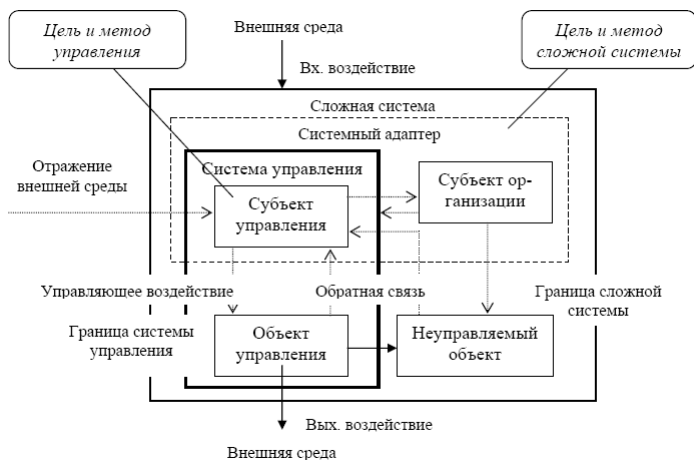 Цель и метод
управления
Внешняя среда
Цель и метод
сложной системы
Вх. воздействие
Сложная система
Системный адаптер
Отражение
внешней среды
Система управления
Субъект
управления
Субъект ор-
ганизации
Управляющее воздействие
Обратная связь
Граница сложной
системы
Граница системы
управления
Объект
управления
Неуправляемый
объект
Вых. воздействие
Внешняя среда